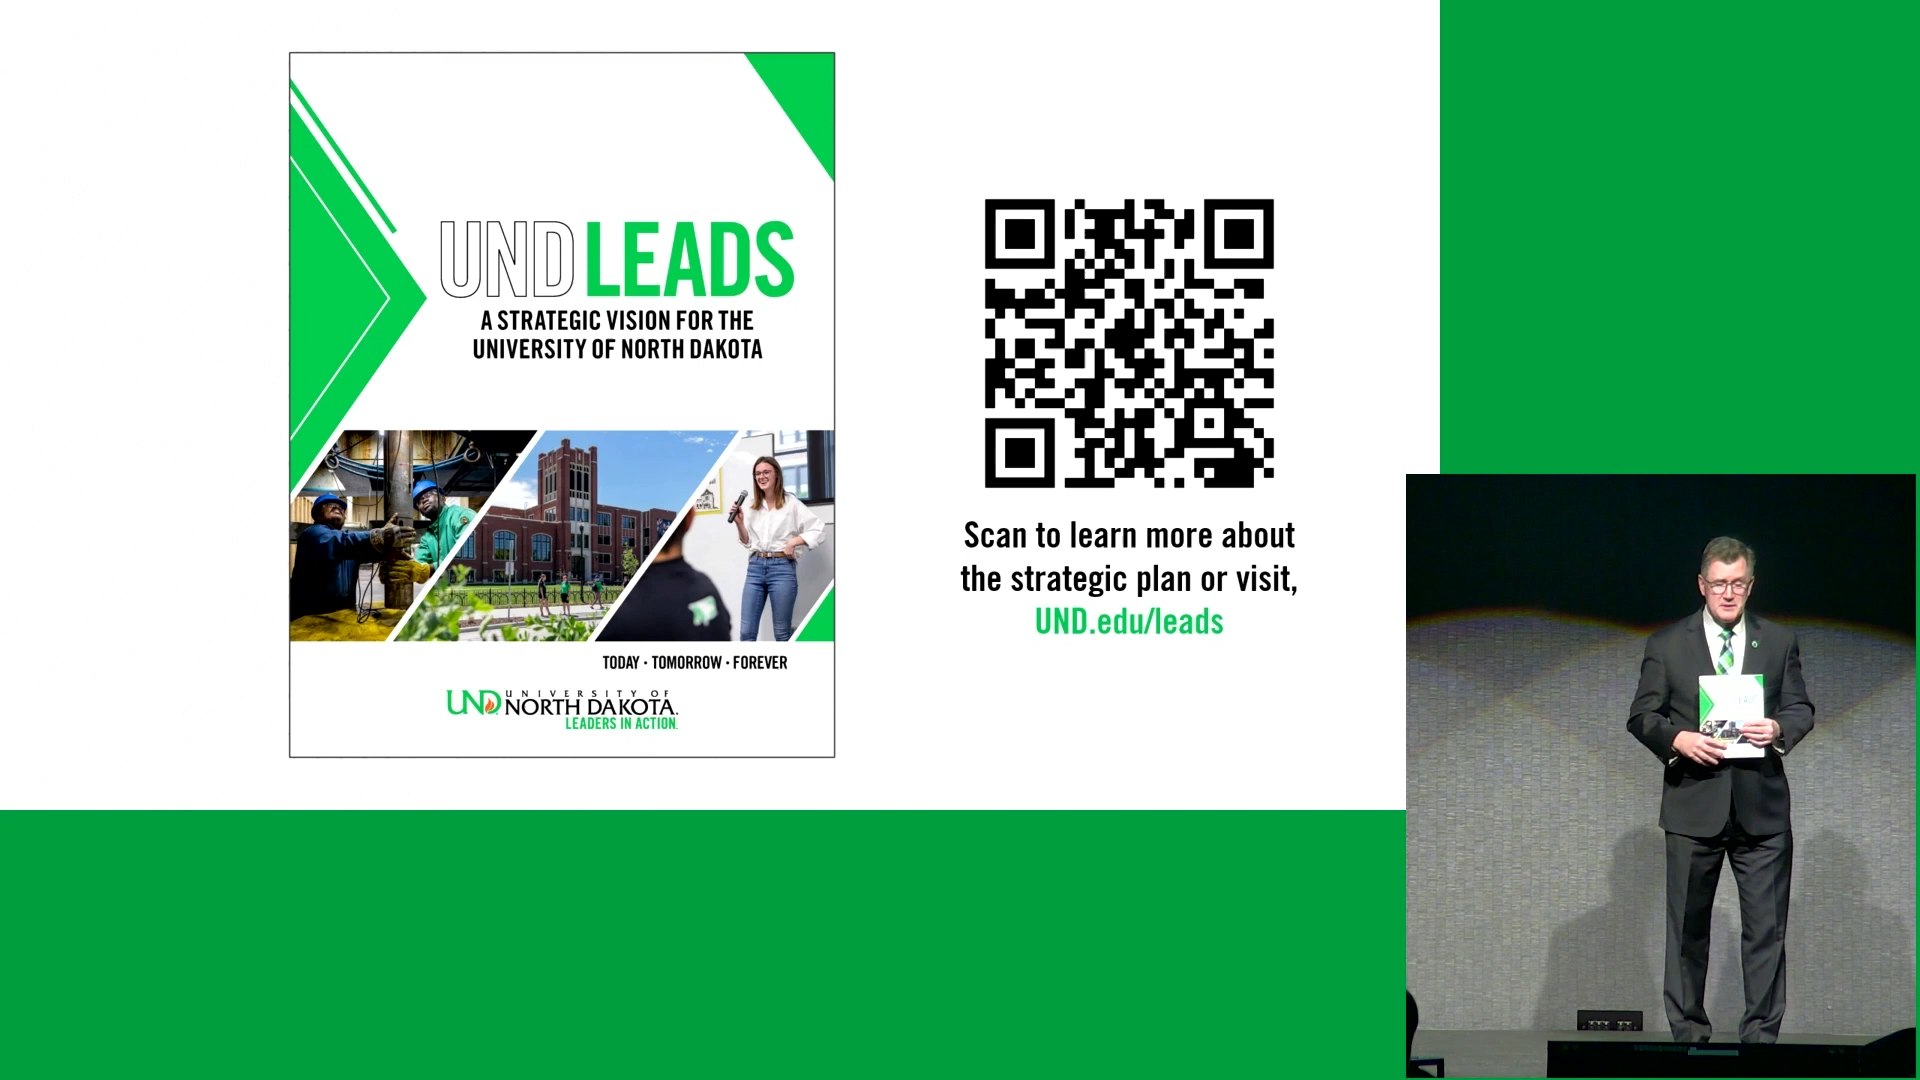 UND LEADS
A STRATEGIC VISION FOR THE
UNIVERSITY OF NORTH DAKOTA
TODAY · TOMORROW · FOREVER
UND UNIVERSITY OF
NORTH DAKOTA.
LEADERS IN ACTION.
Scan to learn more about
the strategic plan or visit,
UND.edu/leads